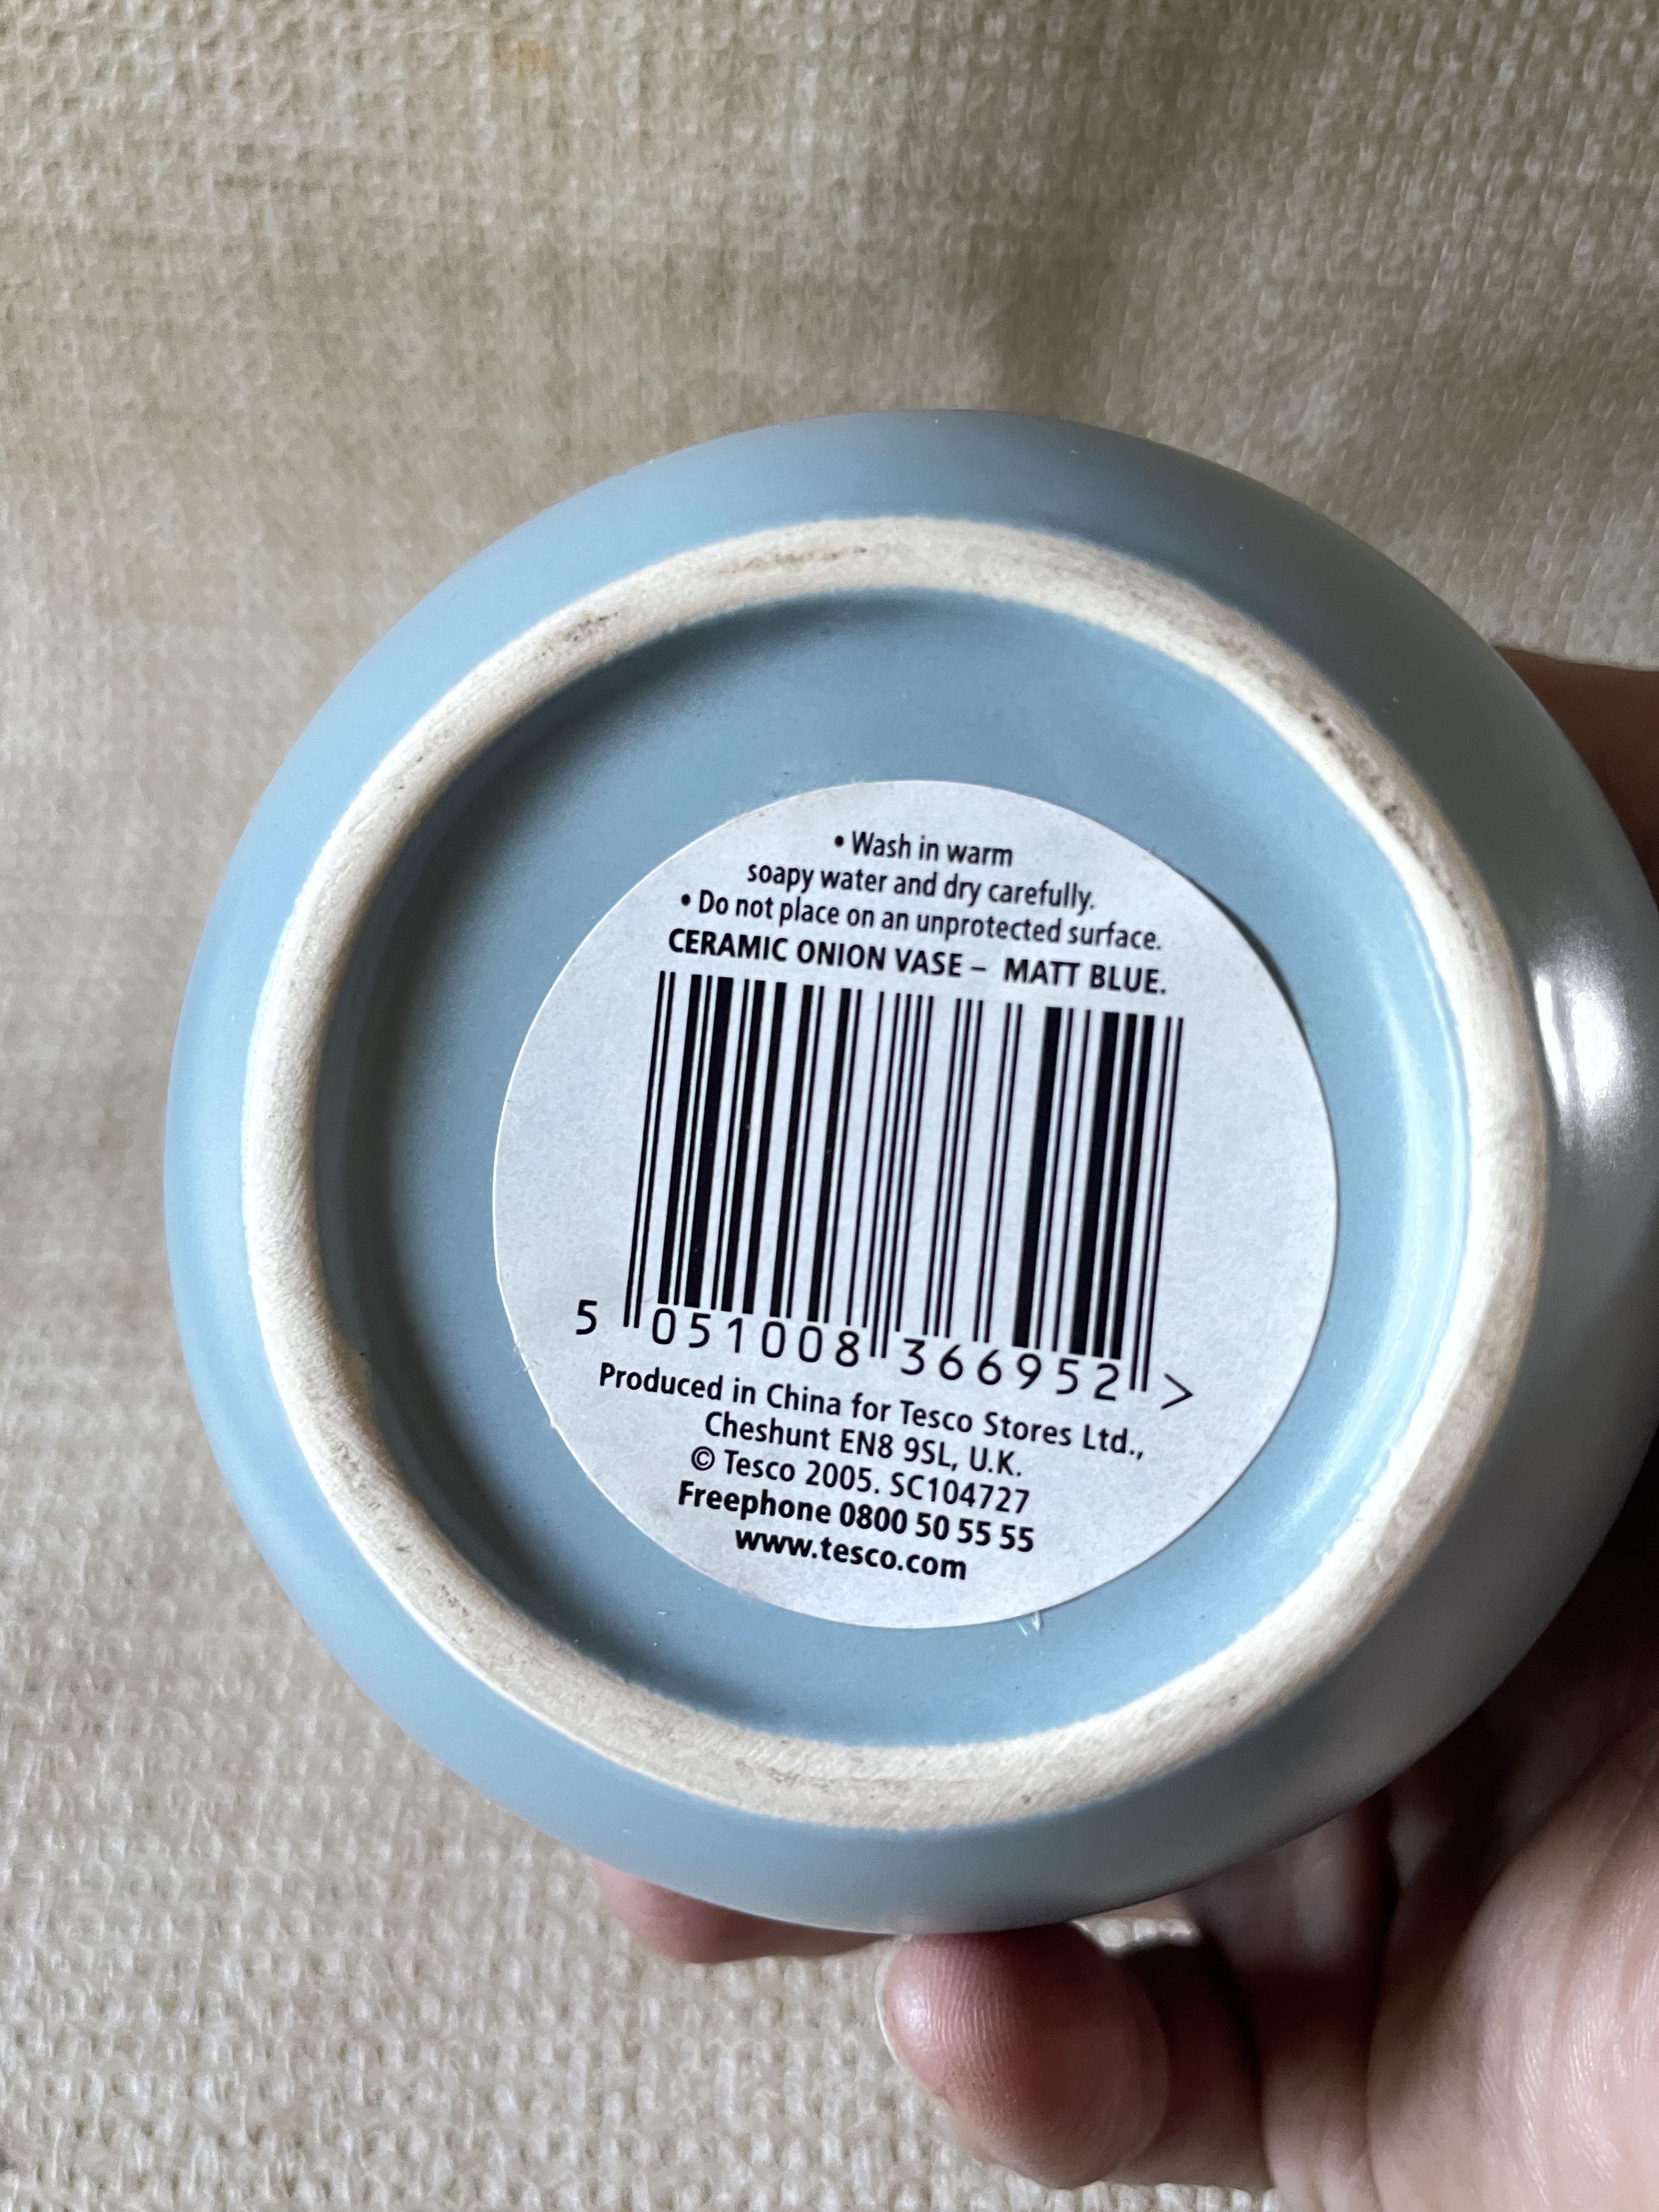 • Wash in warm
soapy water and dry carefully.
• Do not place on an unprotected surface.
CERAMIC ONION VASE – MATT BLUE.
5 051008 366952 >
Produced in China for Tesco Stores Ltd.,
Cheshunt EN8 9SL, U.K.
© Tesco 2005. SC104727
Freephone 0800 50 55 55
www.tesco.com